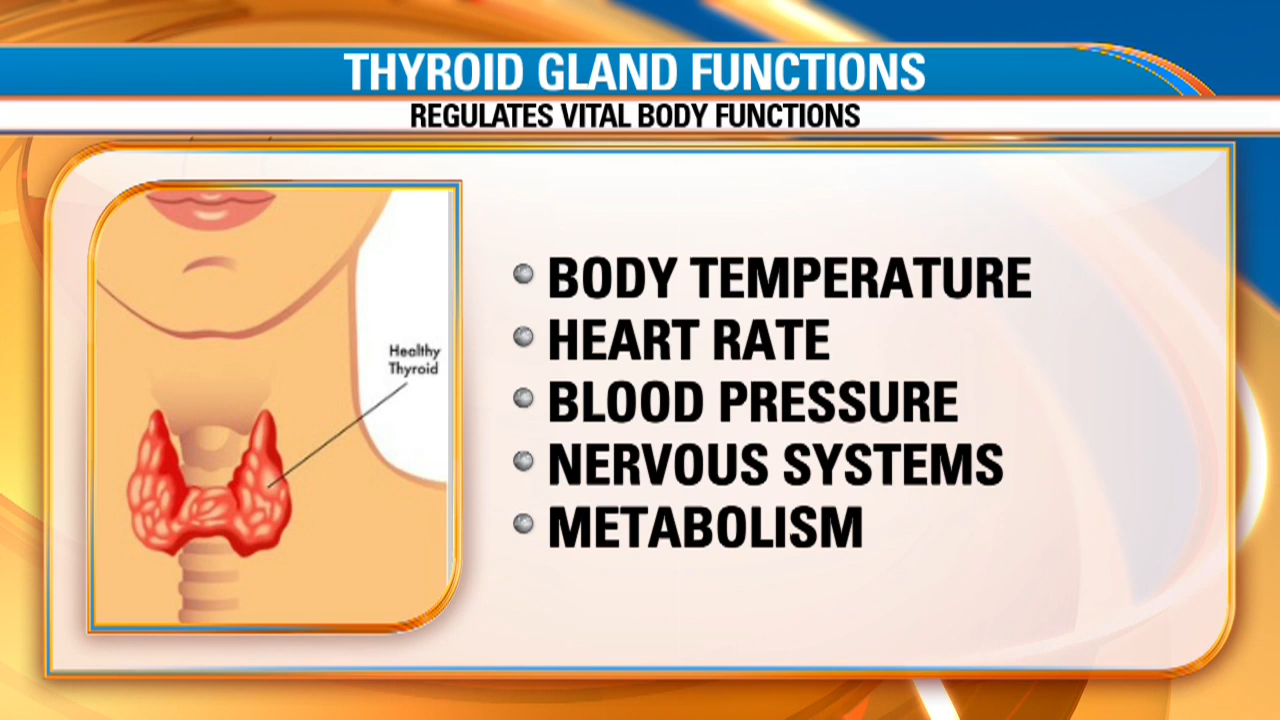 THYROID GLAND FUNCTIONS
REGULATES VITAL BODY FUNCTIONS
Healthy
Thyroid
• BODY TEMPERATURE
• HEART RATE
• BLOOD PRESSURE
• NERVOUS SYSTEMS
• METABOLISM